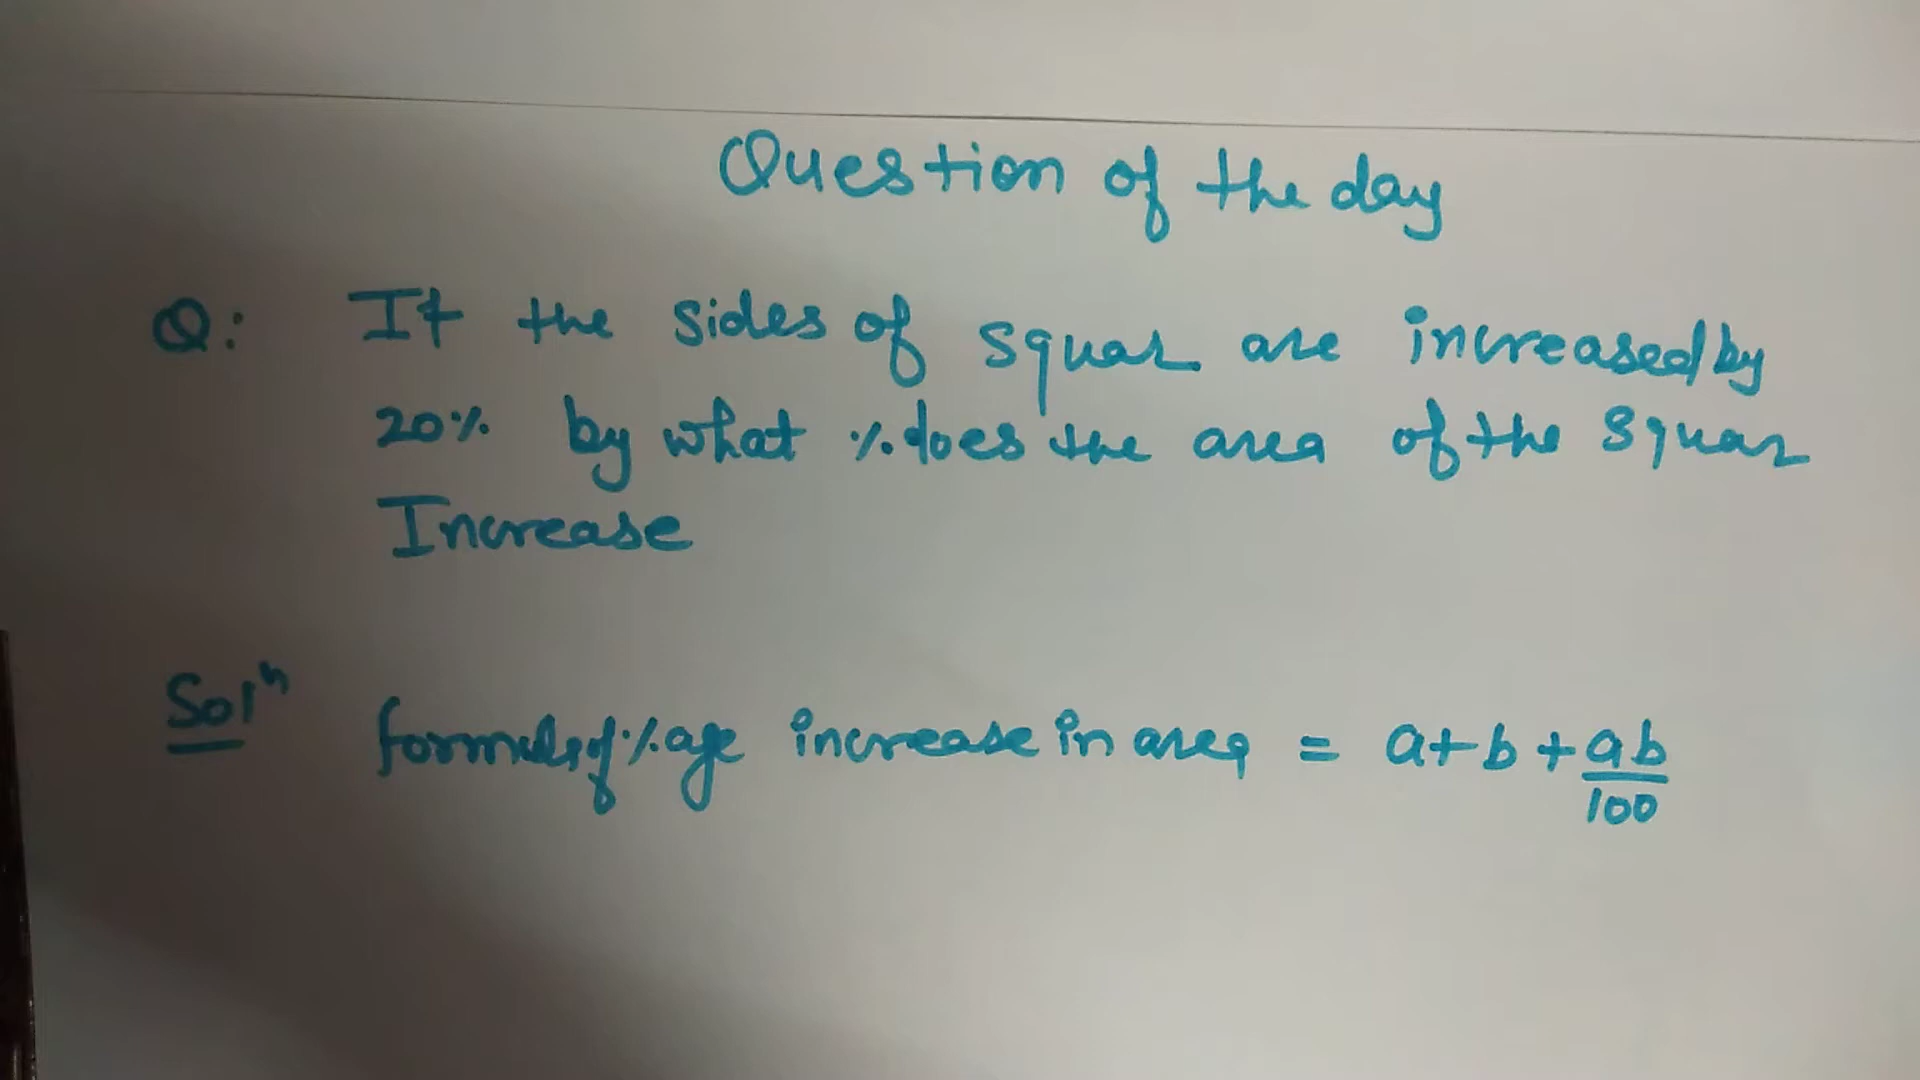 Question of the day
Q: If the sides of squar are increased by
20% by what % does the area of the squar
Increase
Solⁿ formula of %age increase in area = a+b+ab/100